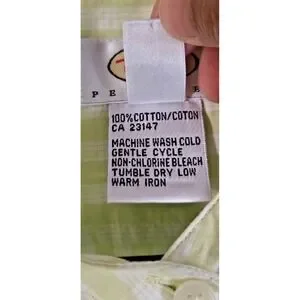 100% COTTON/COTON
CA 23147
MACHINE WASH COLD
GENTLE CYCLE
NON-CHLORINE BLEACH
TUMBLE DRY LOW
WARM IRON